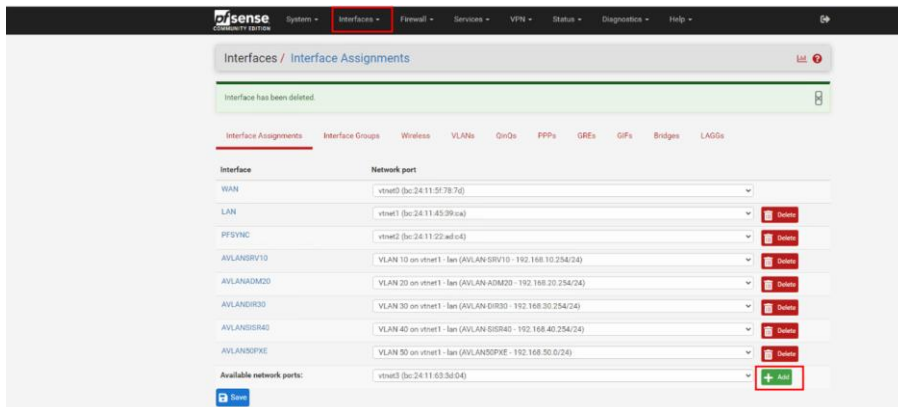 pfsense System Interfaces Firewall Services VPN Status Diagnostics Help
COMMUNITY EDITION
Interfaces / Interface Assignments
Interface has been deleted.
Interface Assignments Interface Groups Wireless VLANs QinQs PPPs GREs GIFs Bridges LAGGs
Interface Network port
WAN vtnet0 (bc:24:11:5f:78:7d)
LAN vtnet1 (bc:24:11:45:39:ca) Delete
PFSYNC vtnet2 (bc:24:11:22:ad:c4) Delete
AVLANSRV10 VLAN 10 on vtnet1 - lan (AVLAN-SRV10 - 192.168.10.254/24) Delete
AVLANADM20 VLAN 20 on vtnet1 - lan (AVLAN-ADM20 - 192.168.20.254/24) Delete
AVLANDIR30 VLAN 30 on vtnet1 - lan (AVLAN-DIR30 - 192.168.30.254/24) Delete
AVLANSISR40 VLAN 40 on vtnet1 - lan (AVLAN-SISR40 - 192.168.40.254/24) Delete
AVLAN50PXE VLAN 50 on vtnet1 - lan (AVLAN50PXE - 192.168.50.0/24) Delete
Available network ports: vtnet3 (bc:24:11:63:3d:04) Add
Save